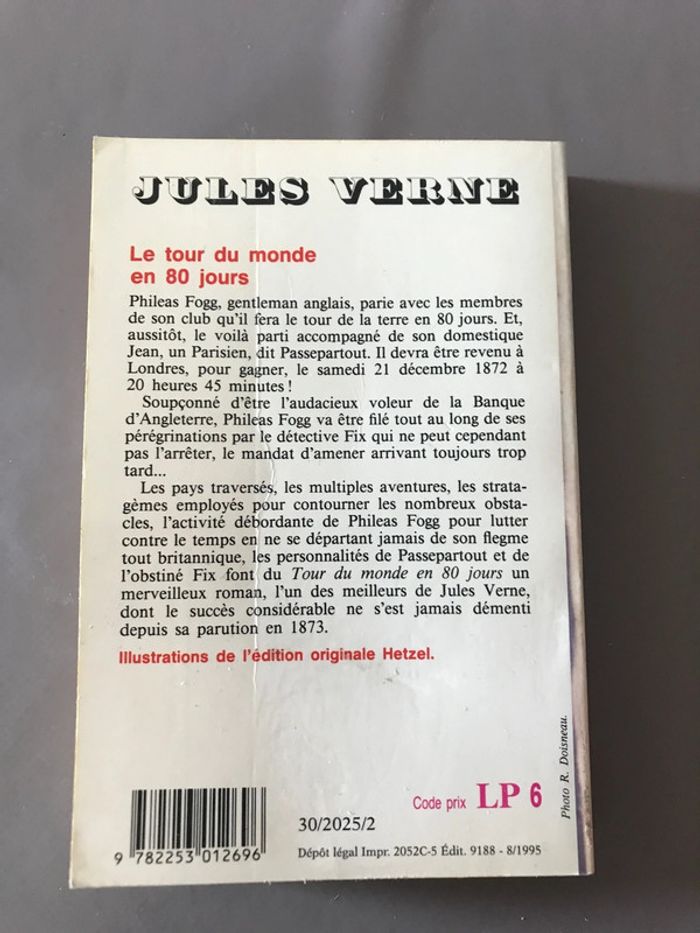 JULES VERNE
Le tour du monde
en 80 jours
Phileas Fogg, gentleman anglais, parie avec les membres
de son club qu'il fera le tour de la terre en 80 jours. Et,
aussitôt, le voilà parti accompagné de son domestique
Jean, un Parisien, dit Passepartout. Il devra être revenu à
Londres, pour gagner, le samedi 21 décembre 1872 à
20 heures 45 minutes !
Soupçonné d'être l'audacieux voleur de la Banque
d'Angleterre, Phileas Fogg va être filé tout au long de ses
pérégrinations par le détective Fix qui ne peut cependant
pas l'arrêter, le mandat d'amener arrivant toujours trop
tard...
Les pays traversés, les multiples aventures, les strata-
gèmes employés pour contourner les nombreux obsta-
cles, l'activité débordante de Phileas Fogg pour lutter
contre le temps en ne se départant jamais de son flegme
tout britannique, les personnalités de Passepartout et de
l'obstiné Fix font du Tour du monde en 80 jours un
merveilleux roman, l'un des meilleurs de Jules Verne,
dont le succès considérable ne s'est jamais démenti
depuis sa parution en 1873.
Illustrations de l'édition originale Hetzel.
Photo R. Doisneau.
Code prix LP 6
30/2025/2
9 782253 012696
Dépôt légal Impr. 2052C-5 Édit. 9188 - 8/1995